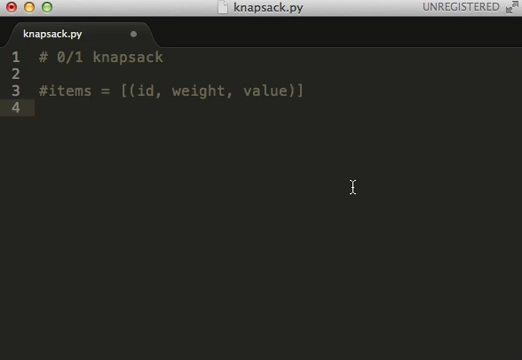 knapsack.py
UNREGISTERED
knapsack.py
1 # 0/1 knapsack
2
3 #items = [(id, weight, value)]
4